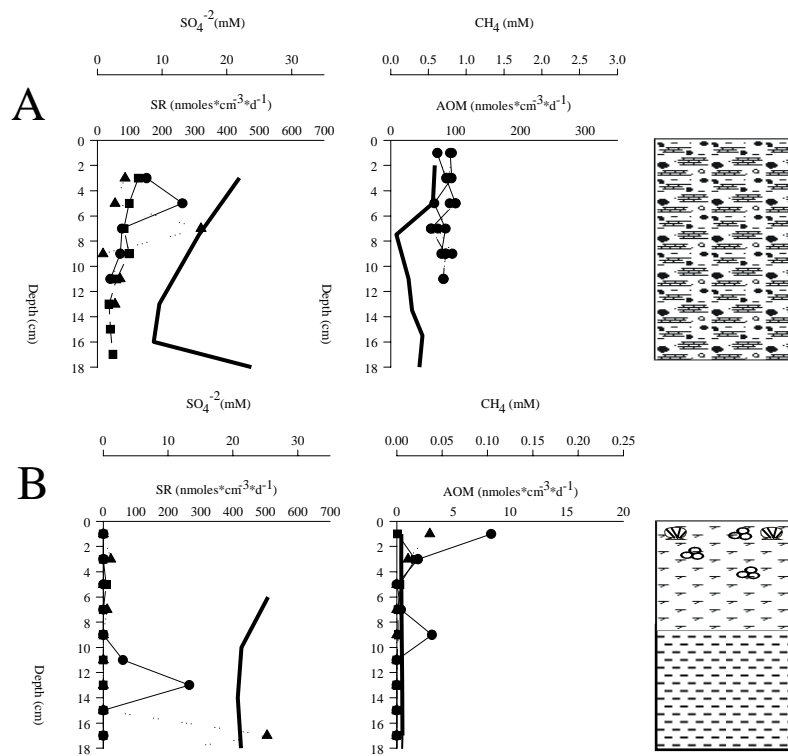 SO4-2(mM)
0 10 20 30
SR (nmoles*cm-3*d-1)
0 100 200 300 400 500 600 700
CH4 (mM)
0.0 0.5 1.0 1.5 2.0 2.5 3.0
AOM (nmoles*cm-3*d-1)
0 100 200 300
A
Depth (cm)
0
2
4
6
8
10
12
14
16
18
Depth (cm)
0
2
4
6
8
10
12
14
16
18
SO4-2(mM)
0 10 20 30
SR (nmoles*cm-3*d-1)
0 100 200 300 400 500 600 700
CH4 (mM)
0.00 0.05 0.10 0.15 0.20 0.25
AOM (nmoles*cm-3*d-1)
0 5 10 15 20
B
Depth (cm)
0
2
4
6
8
10
12
14
16
18
Depth (cm)
0
2
4
6
8
10
12
14
16
18